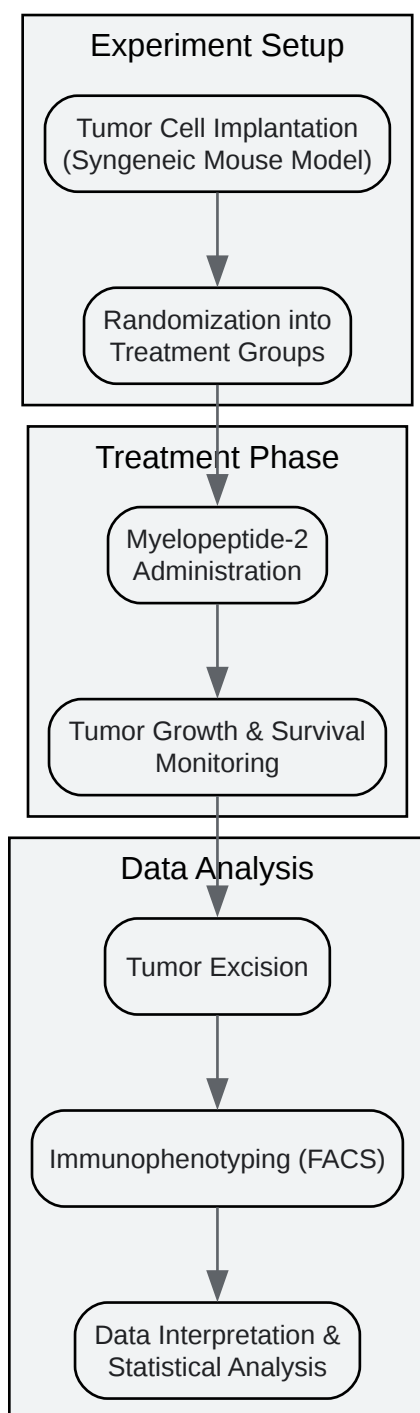 Experiment Setup
Tumor Cell Implantation
(Syngeneic Mouse Model)
Randomization into
Treatment Groups
Treatment Phase
Myelopeptide-2
Administration
Tumor Growth & Survival
Monitoring
Data Analysis
Tumor Excision
Immunophenotyping (FACS)
Data Interpretation &
Statistical Analysis